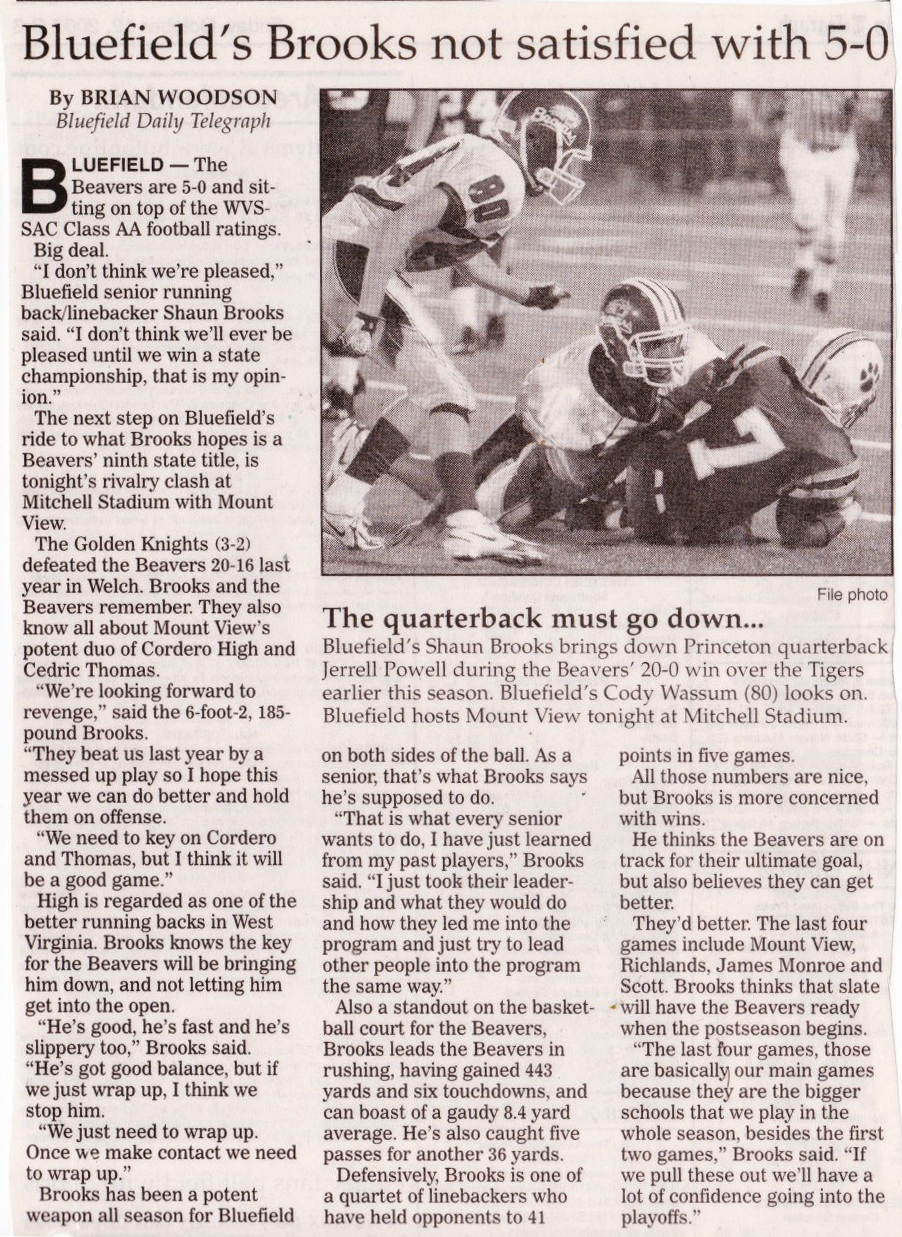 Bluefield's Brooks not satisfied with 5-0
By BRIAN WOODSON
Bluefield Daily Telegraph
BLUEFIELD — The
Beavers are 5-0 and sit-
ting on top of the WVS-
SAC Class AA football ratings.
Big deal.
“I don't think we're pleased,”
Bluefield senior running
back/linebacker Shaun Brooks
said. “I don't think we'll ever be
pleased until we win a state
championship, that is my opin-
ion.”
The next step on Bluefield's
ride to what Brooks hopes is a
Beavers' ninth state title, is
tonight's rivalry clash at
Mitchell Stadium with Mount
View.
The Golden Knights (3-2)
defeated the Beavers 20-16 last
year in Welch. Brooks and the
Beavers remember. They also
know all about Mount View's
potent duo of Cordero High and
Cedric Thomas.
“We're looking forward to
revenge,” said the 6-foot-2, 185-
pound Brooks.
“They beat us last year by a
messed up play so I hope this
year we can do better and hold
them on offense.
“We need to key on Cordero
and Thomas, but I think it will
be a good game.”
High is regarded as one of the
better running backs in West
Virginia. Brooks knows the key
for the Beavers will be bringing
him down, and not letting him
get into the open.
“He's good, he's fast and he's
slippery too,” Brooks said.
“He's got good balance, but if
we just wrap up, I think we
stop him.
“We just need to wrap up.
Once we make contact we need
to wrap up.”
Brooks has been a potent
weapon all season for Bluefield
Beavers
80
17
File photo
The quarterback must go down...
Bluefield's Shaun Brooks brings down Princeton quarterback
Jerrell Powell during the Beavers' 20-0 win over the Tigers
earlier this season. Bluefield's Cody Wassum (80) looks on.
Bluefield hosts Mount View tonight at Mitchell Stadium.
on both sides of the ball. As a
senior, that's what Brooks says
he's supposed to do.
“That is what every senior
wants to do, I have just learned
from my past players,” Brooks
said. “I just took their leader-
ship and what they would do
and how they led me into the
program and just try to lead
other people into the program
the same way.”
Also a standout on the basket-
ball court for the Beavers,
Brooks leads the Beavers in
rushing, having gained 443
yards and six touchdowns, and
can boast of a gaudy 8.4 yard
average. He's also caught five
passes for another 36 yards.
Defensively, Brooks is one of
a quartet of linebackers who
have held opponents to 41
points in five games.
All those numbers are nice,
but Brooks is more concerned
with wins.
He thinks the Beavers are on
track for their ultimate goal,
but also believes they can get
better.
They'd better. The last four
games include Mount View,
Richlands, James Monroe and
Scott. Brooks thinks that slate
will have the Beavers ready
when the postseason begins.
“The last four games, those
are basically our main games
because they are the bigger
schools that we play in the
whole season, besides the first
two games,” Brooks said. “If
we pull these out we'll have a
lot of confidence going into the
playoffs.”